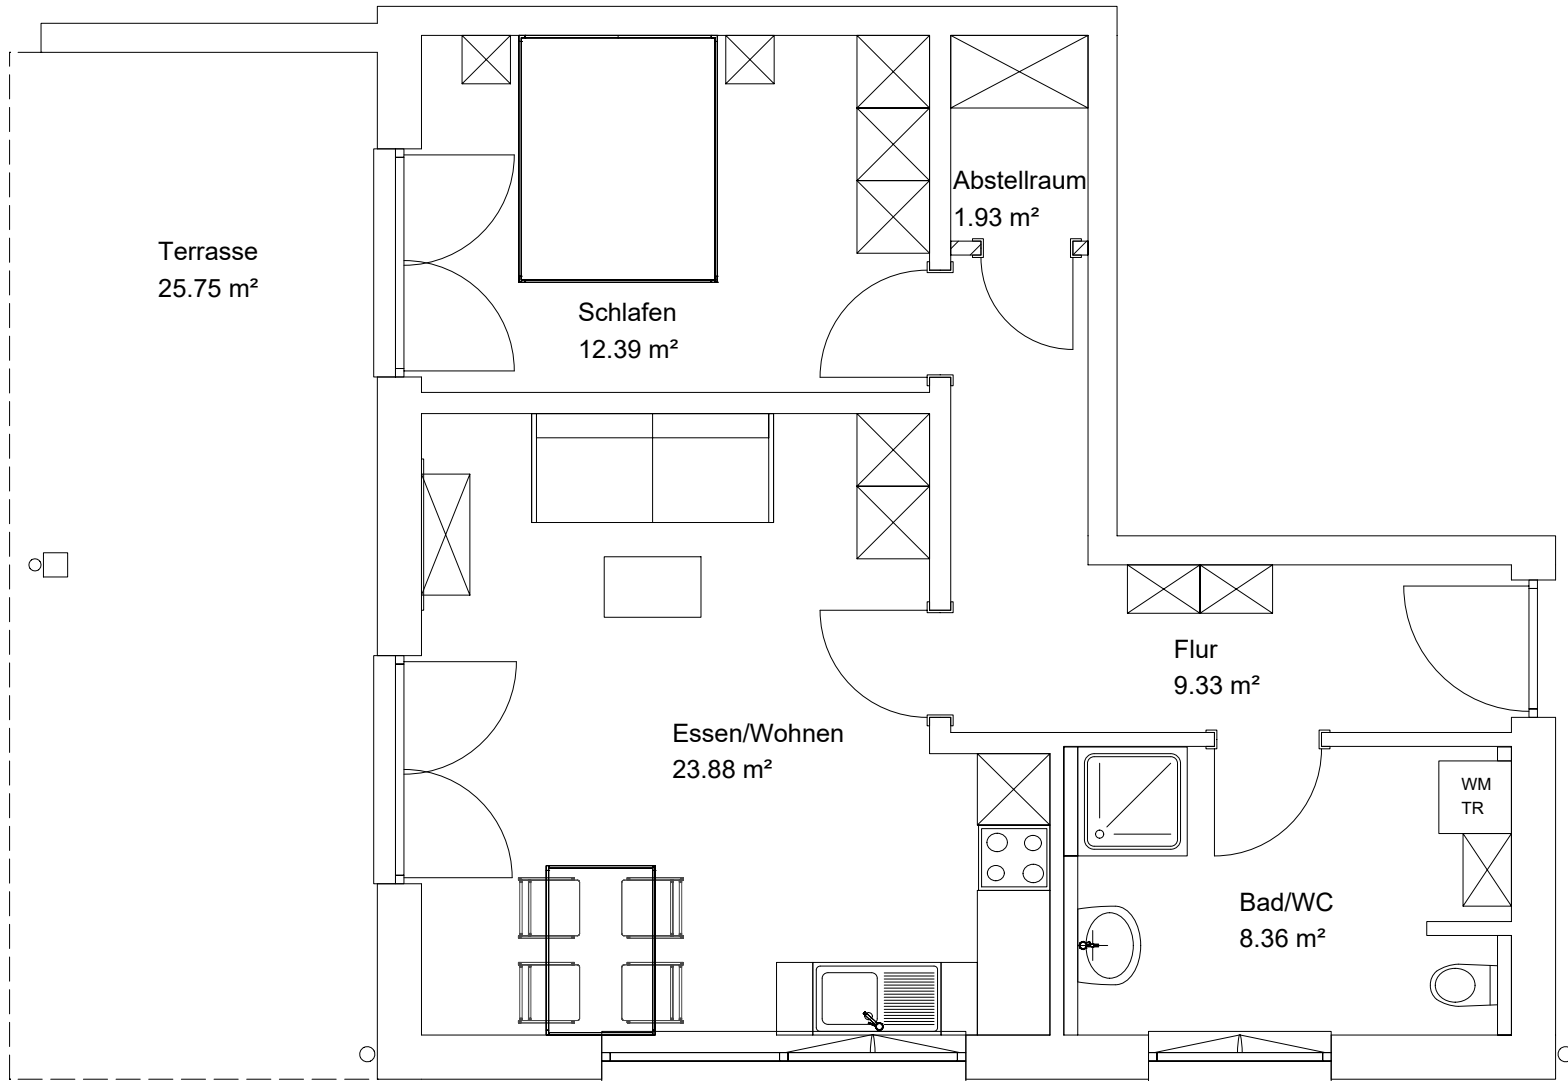 Abstellraum
1.93 m²
Terrasse
25.75 m²
Schlafen
12.39 m²
Flur
9.33 m²
Essen/Wohnen
23.88 m²
WM
TR
Bad/WC
8.36 m²